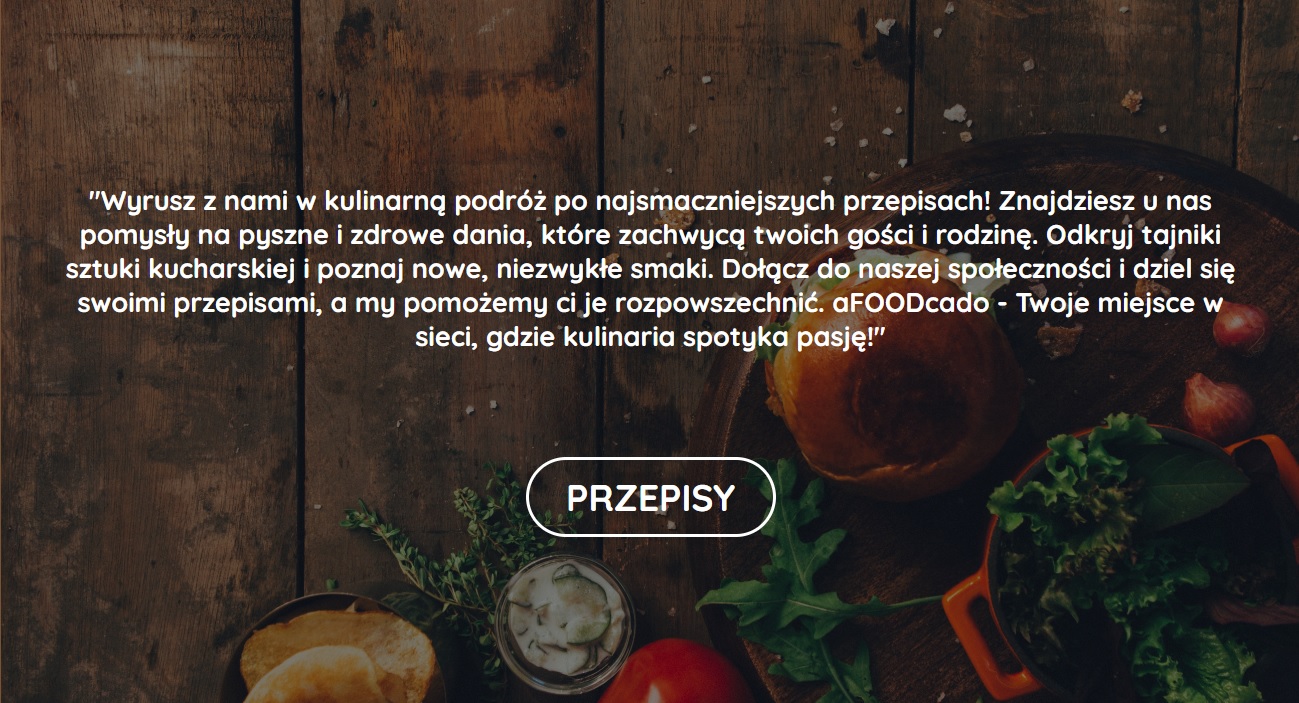 "Wyrusz z nami w kulinarną podróż po najsmaczniejszych przepisach! Znajdziesz u nas
pomysły na pyszne i zdrowe dania, które zachwycą twoich gości i rodzinę. Odkryj tajniki
sztuki kucharskiej i poznaj nowe, niezwykłe smaki. Dołącz do naszej społeczności i dziel się
swoimi przepisami, a my pomożemy ci je rozpowszechnić. aFOODcado - Twoje miejsce w
sieci, gdzie kulinaria spotyka pasję!"
PRZEPISY